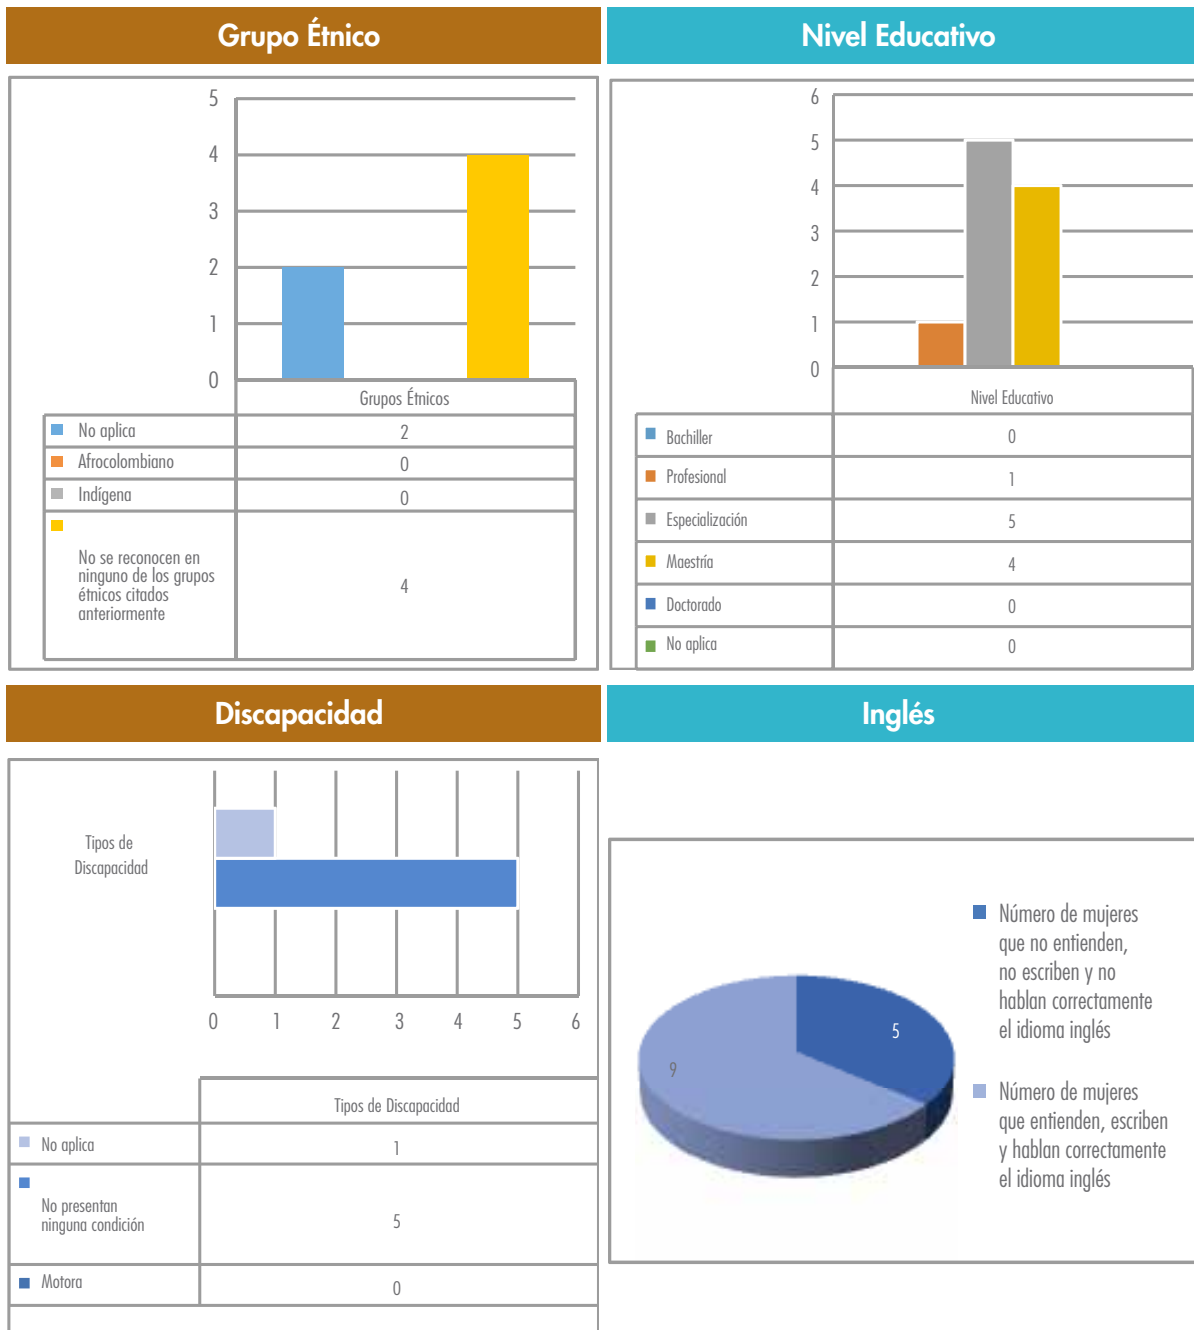 Grupo Étnico
5
4
3
2
1
0
Grupos Étnicos
No aplica 2
Afrocolombiano 0
Indígena 0
No se reconocen en
ninguno de los grupos
étnicos citados
anteriormente
4
Nivel Educativo
6
5
4
3
2
1
0
Nivel Educativo
Bachiller 0
Profesional 1
Especialización 5
Maestría 4
Doctorado 0
No aplica 0
Discapacidad
Tipos de
Discapacidad
0 1 2 3 4 5 6
Tipos de Discapacidad
No aplica 1
No presentan
ninguna condición
5
Motora 0
Inglés
5
9
Número de mujeres
que no entienden,
no escriben y no
hablan correctamente
el idioma inglés
Número de mujeres
que entienden, escriben
y hablan correctamente
el idioma inglés